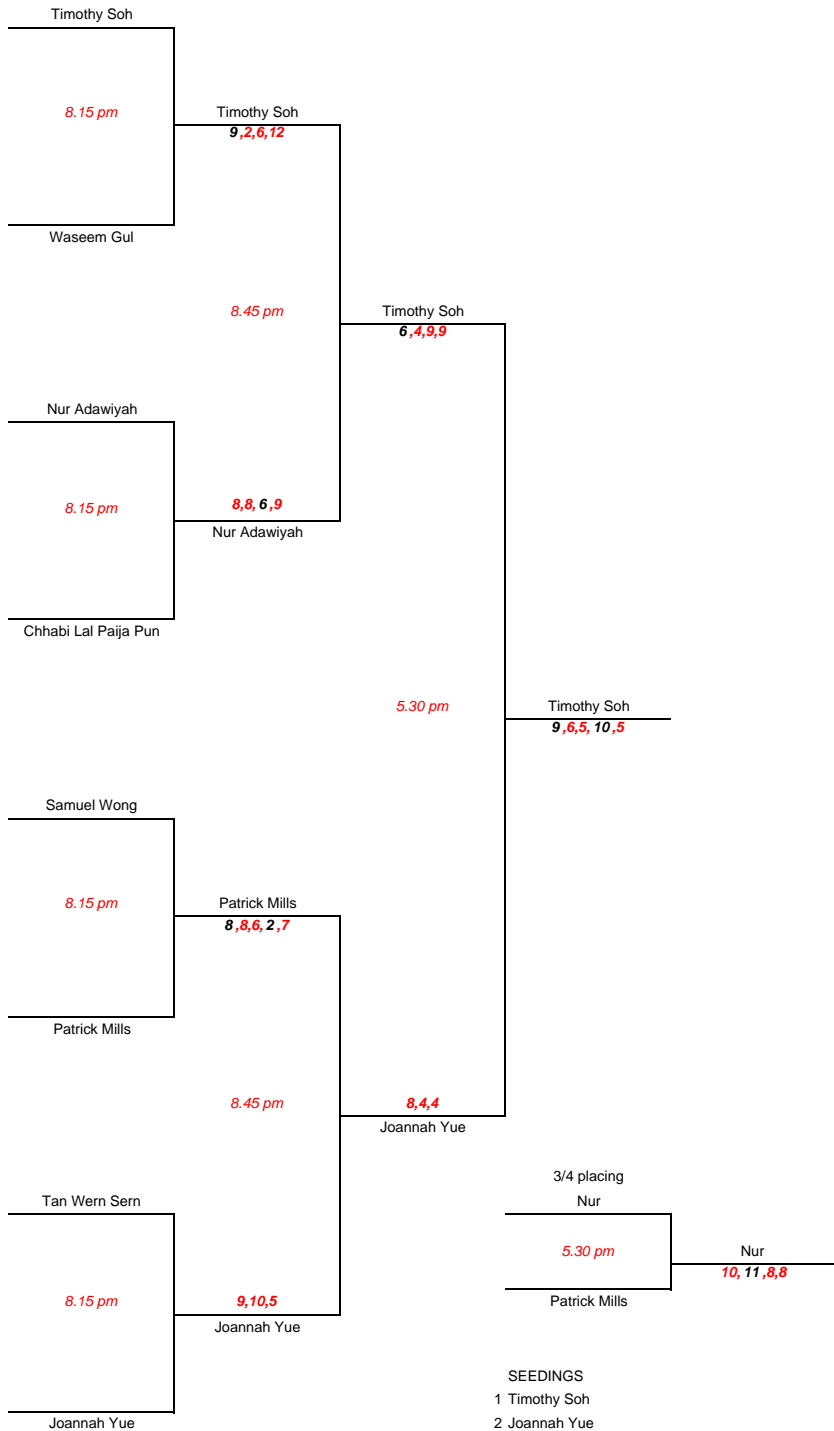 Timothy Soh
8.15 pm
Timothy Soh
9 ,2,6,12
Waseem Gul
8.45 pm
Timothy Soh
6 ,4,9,9
Nur Adawiyah
8.15 pm
8,8, 6 ,9
Nur Adawiyah
Chhabi Lal Paija Pun
5.30 pm
Timothy Soh
9 ,6,5, 10 ,5
Samuel Wong
8.15 pm
Patrick Mills
8 ,8,6, 2 ,7
Patrick Mills
8.45 pm
8,4,4
Joannah Yue
3/4 placing
Tan Wern Sern
Nur
5.30 pm
Nur
10, 11 ,8,8
8.15 pm
9,10,5
Patrick Mills
Joannah Yue
SEEDINGS
1 Timothy Soh
Joannah Yue
2 Joannah Yue